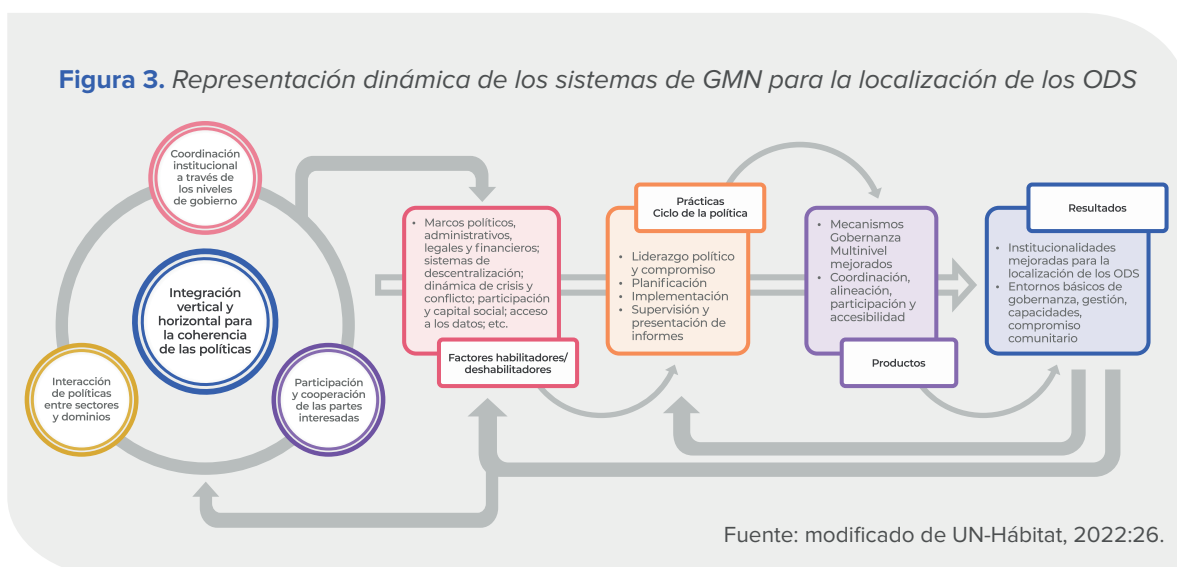 Figura 3. Representación dinámica de los sistemas de GMN para la localización de los ODS
Coordinación
institucional
a través de
los niveles
de gobierno
Integración
vertical y
horizontal para
la coherencia
de las políticas
Interacción
de políticas
entre sectores
y dominios
Participación
y cooperación
de las partes
interesadas
• Marcos políticos,
administrativos,
legales y financieros;
sistemas de
descentralización;
dinámica de crisis y
conflicto; participación
y capital social; acceso
a los datos; etc.
Factores habilitadores/
deshabilitadores
Prácticas
Ciclo de la política
• Liderazgo político
y compromiso
• Planificación
• Implementación
• Supervisión y
presentación de
informes
• Mecanismos
Gobernanza
Multinivel
mejorados
• Coordinación,
alineación,
participación y
accesibilidad
Productos
Resultados
• Institucionalidades
mejoradas para la
localización de los ODS
• Entornos básicos de
gobernanza, gestión,
capacidades,
compromiso
comunitario
Fuente: modificado de UN-Hábitat, 2022:26.